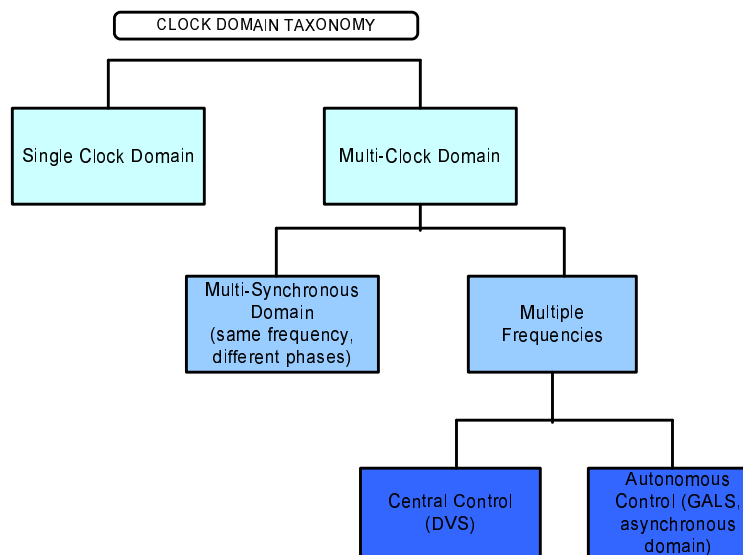 CLOCK DOMAIN TAXONOMY
Single Clock Domain
Multi-Clock Domain
Multi-Synchronous
Domain
(same frequency,
different phases)
Multiple
Frequencies
Central Control
(DVS)
Autonomous
Control (GALS,
asynchronous
domain)